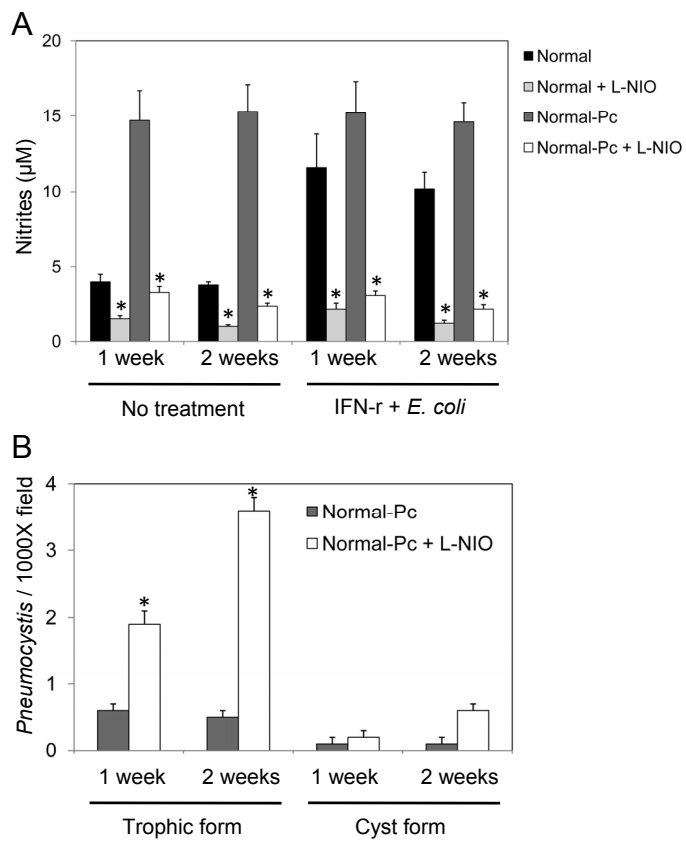 A
20
15
10
5
0
Nitrites (µM)
Normal
Normal + L-NIO
Normal-Pc
Normal-Pc + L-NIO
* * * * * * * *
1 week 2 weeks 1 week 2 weeks
No treatment IFN-r + E. coli
B
4
3
2
1
0
Pneumocystis / 1000X field
Normal-Pc
Normal-Pc + L-NIO
* *
1 week 2 weeks 1 week 2 weeks
Trophic form Cyst form